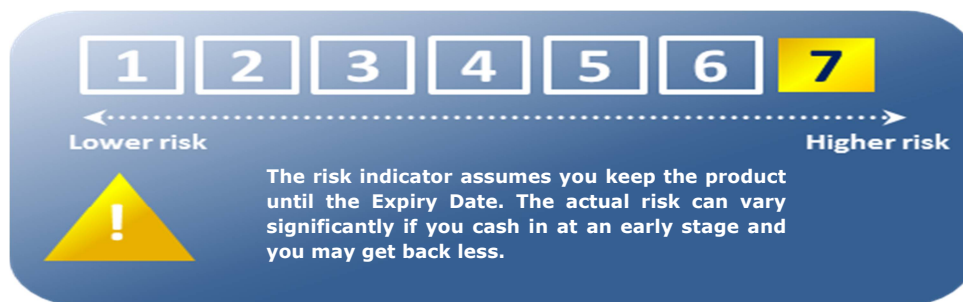 1 2 3 4 5 6 7
Lower risk Higher risk
!
The risk indicator assumes you keep the product
until the Expiry Date. The actual risk can vary
significantly if you cash in at an early stage and
you may get back less.